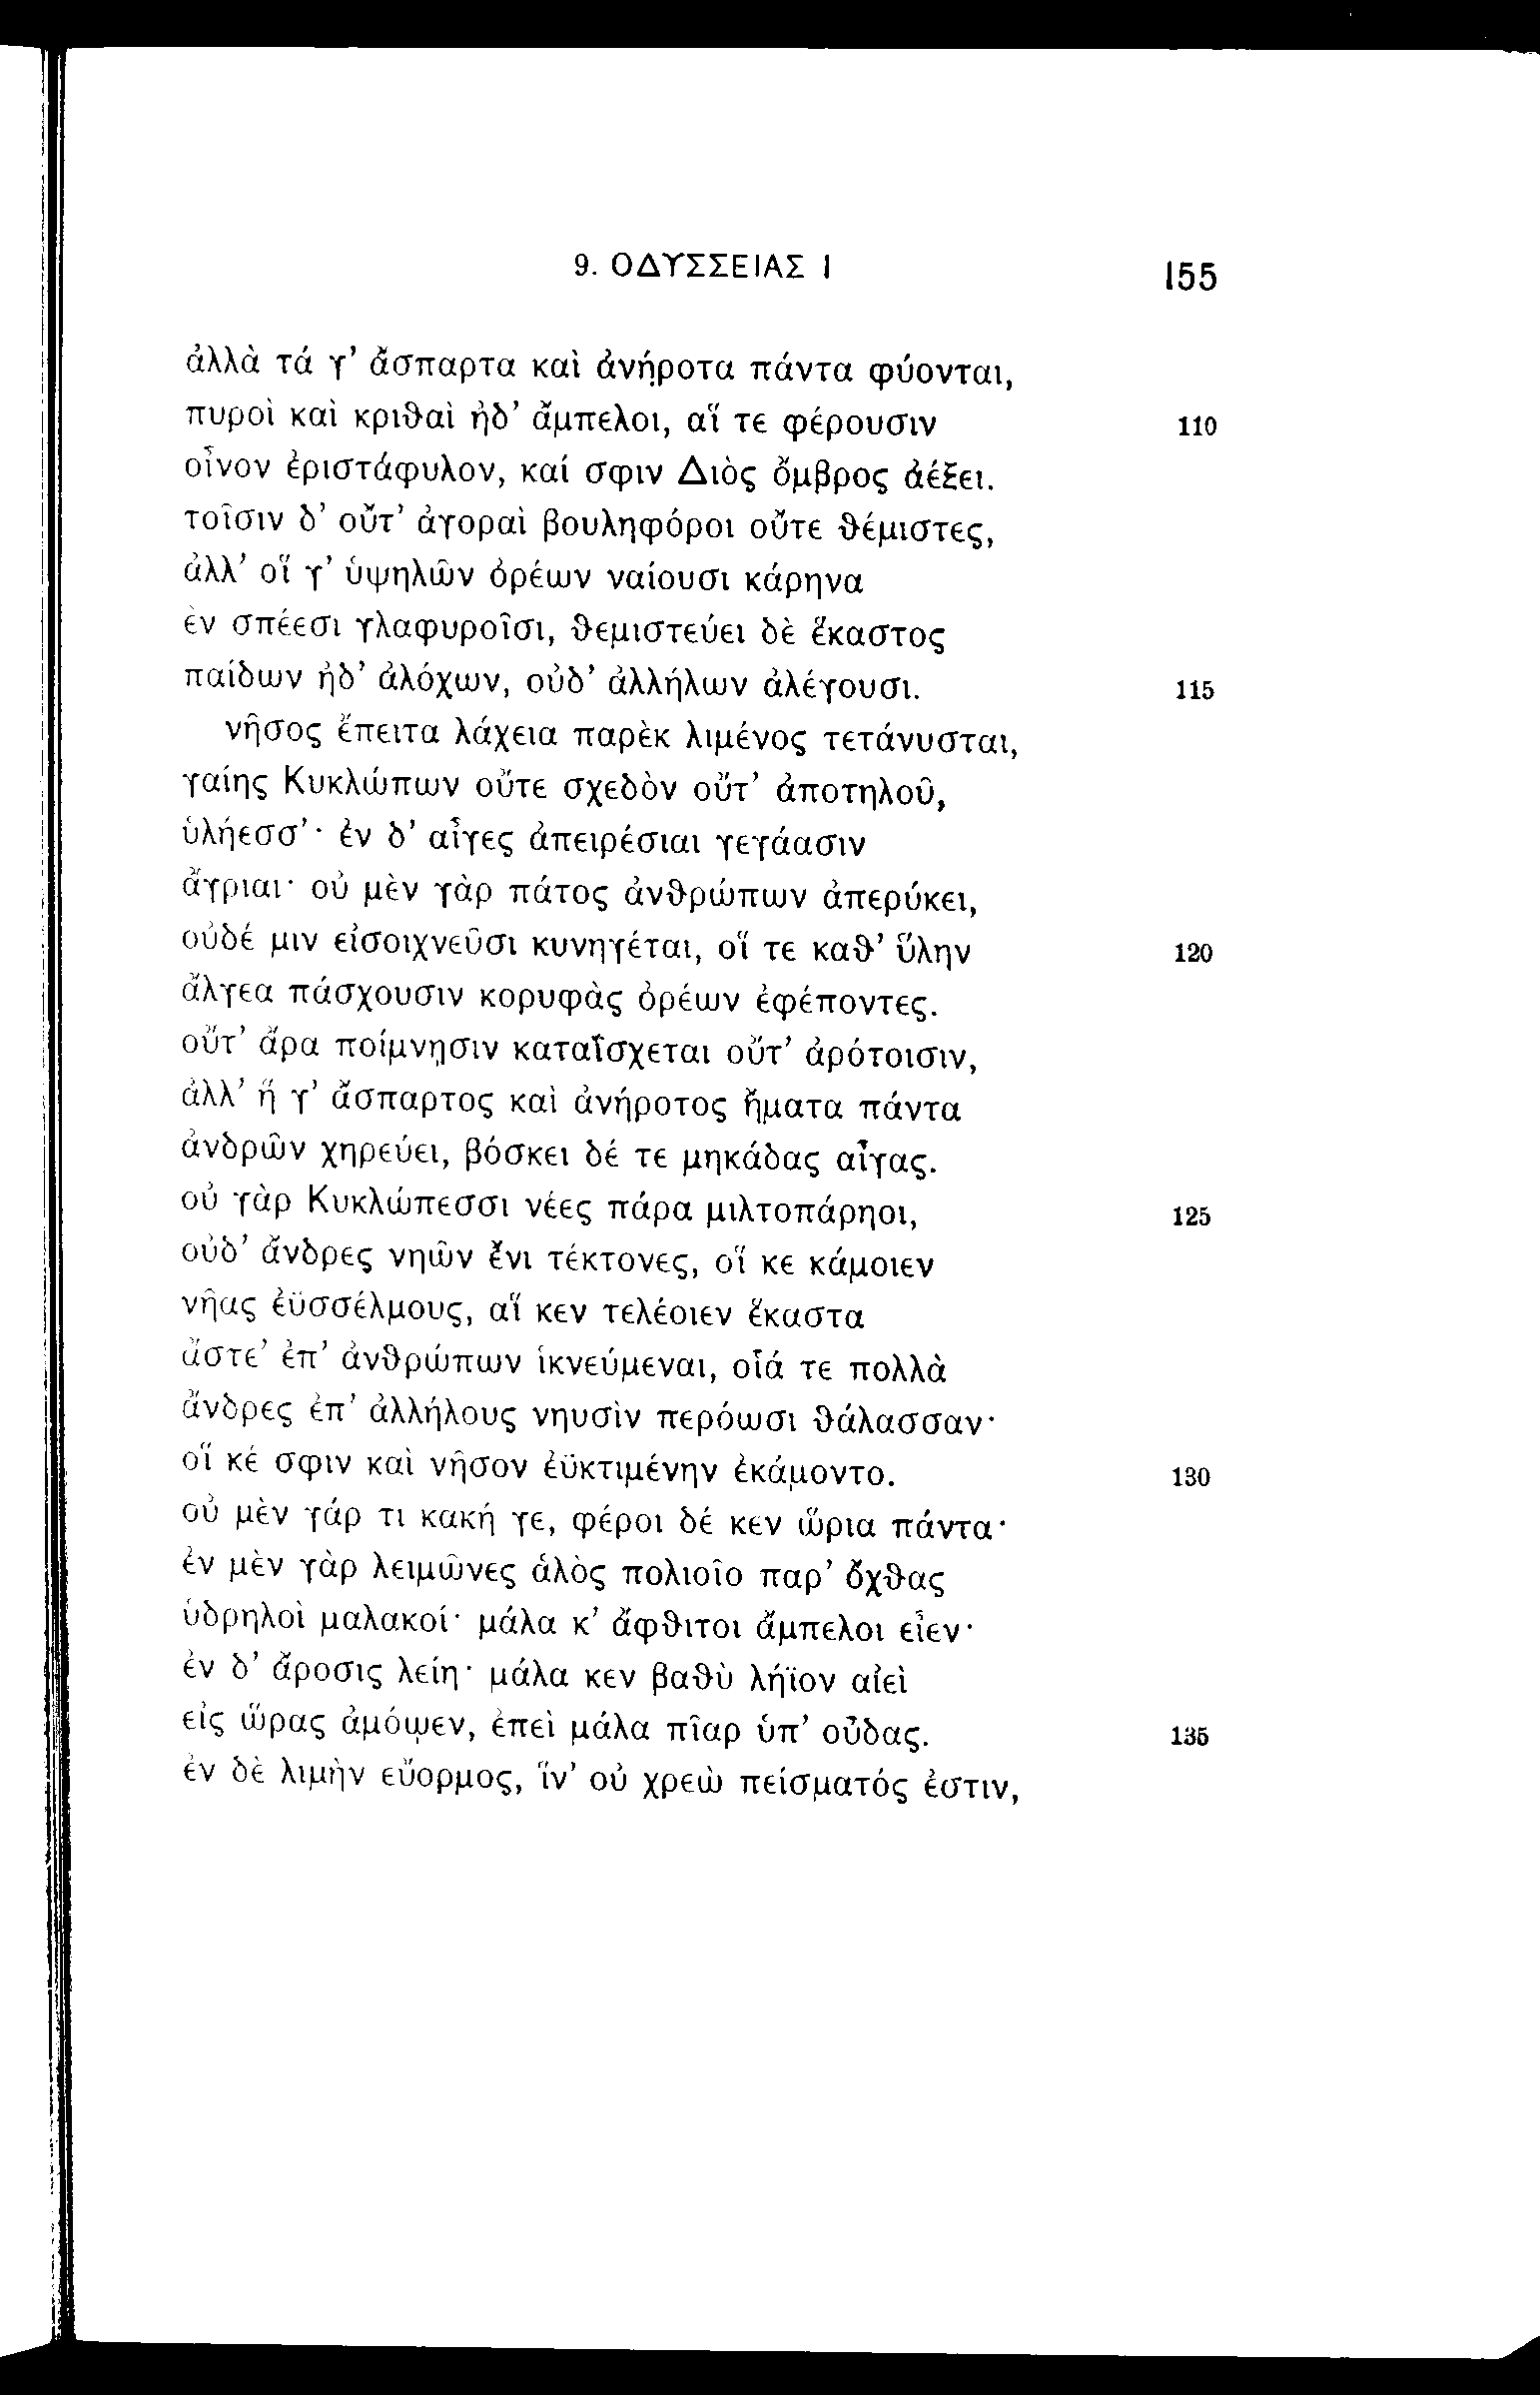 9. ΟΔΥΣΣΕΙΑΣ Ι 155
ἀλλὰ τά γ’ ἄσπαρτα καὶ ἀνήροτα πάντα φύονται,
πυροὶ καὶ κριθαὶ ἠδ’ ἄμπελοι, αἵ τε φέρουσιν 110
οἶνον ἐριστάφυλον, καί σφιν Διὸς ὄμβρος ἀέξει.
τοῖσιν δ’ οὔτ’ ἀγοραὶ βουληφόροι οὔτε θέμιστες,
ἀλλ’ οἵ γ’ ὑψηλῶν ὀρέων ναίουσι κάρηνα
ἐν σπέεσι γλαφυροῖσι, θεμιστεύει δὲ ἕκαστος
παίδων ἠδ’ ἀλόχων, οὐδ’ ἀλλήλων ἀλέγουσι. 115
νῆσος ἔπειτα λάχεια παρὲκ λιμένος τετάνυσται,
γαίης Κυκλώπων οὔτε σχεδὸν οὔτ’ ἀποτηλοῦ,
ὑλήεσσ’· ἐν δ’ αἶγες ἀπειρέσιαι γεγάασιν
ἄγριαι· οὐ μὲν γὰρ πάτος ἀνθρώπων ἀπερύκει,
οὐδέ μιν εἰσοιχνεῦσι κυνηγέται, οἵ τε καθ’ ὕλην 120
ἄλγεα πάσχουσιν κορυφὰς ὀρέων ἐφέποντες.
οὔτ’ ἄρα ποίμνῃσιν καταΐσχεται οὔτ’ ἀρότοισιν,
ἀλλ’ ἥ γ’ ἄσπαρτος καὶ ἀνήροτος ἤματα πάντα
ἀνδρῶν χηρεύει, βόσκει δέ τε μηκάδας αἶγας.
οὐ γὰρ Κυκλώπεσσι νέες πάρα μιλτοπάρηοι, 125
οὐδ’ ἄνδρες νηῶν ἔνι τέκτονες, οἵ κε κάμοιεν
νῆας ἐϋσσέλμους, αἵ κεν τελέοιεν ἕκαστα
ἄστε’ ἐπ’ ἀνθρώπων ἱκνεύμεναι, οἷά τε πολλὰ
ἄνδρες ἐπ’ ἀλλήλους νηυσὶν περόωσι θάλασσαν·
οἵ κέ σφιν καὶ νῆσον ἐϋκτιμένην ἐκάμοντο. 130
οὐ μὲν γάρ τι κακή γε, φέροι δέ κεν ὥρια πάντα·
ἐν μὲν γὰρ λειμῶνες ἁλὸς πολιοῖο παρ’ ὄχθας
ὑδρηλοὶ μαλακοί· μάλα κ’ ἄφθιτοι ἄμπελοι εἶεν·
ἐν δ’ ἄροσις λείη· μάλα κεν βαθὺ λήϊον αἰεὶ
εἰς ὥρας ἀμόῳεν, ἐπεὶ μάλα πῖαρ ὑπ’ οὖδας. 135
ἐν δὲ λιμὴν εὔορμος, ἵν’ οὐ χρεὼ πείσματός ἐστιν,